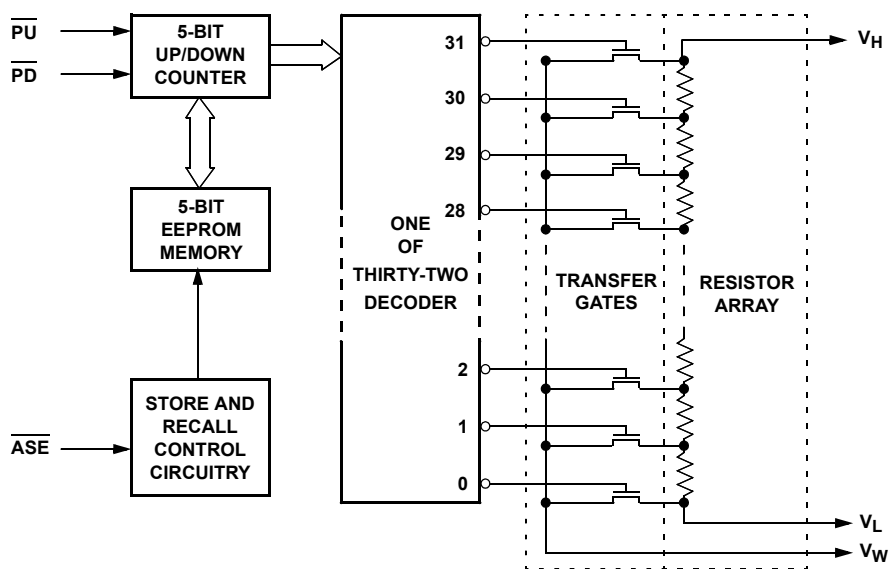 PU
PD
5-BIT
UP/DOWN
COUNTER
5-BIT
EEPROM
MEMORY
ASE
STORE AND
RECALL
CONTROL
CIRCUITRY
31
30
29
28
ONE
OF
THIRTY-TWO
DECODER
2
1
0
TRANSFER
GATES
RESISTOR
ARRAY
VH
VL
VW